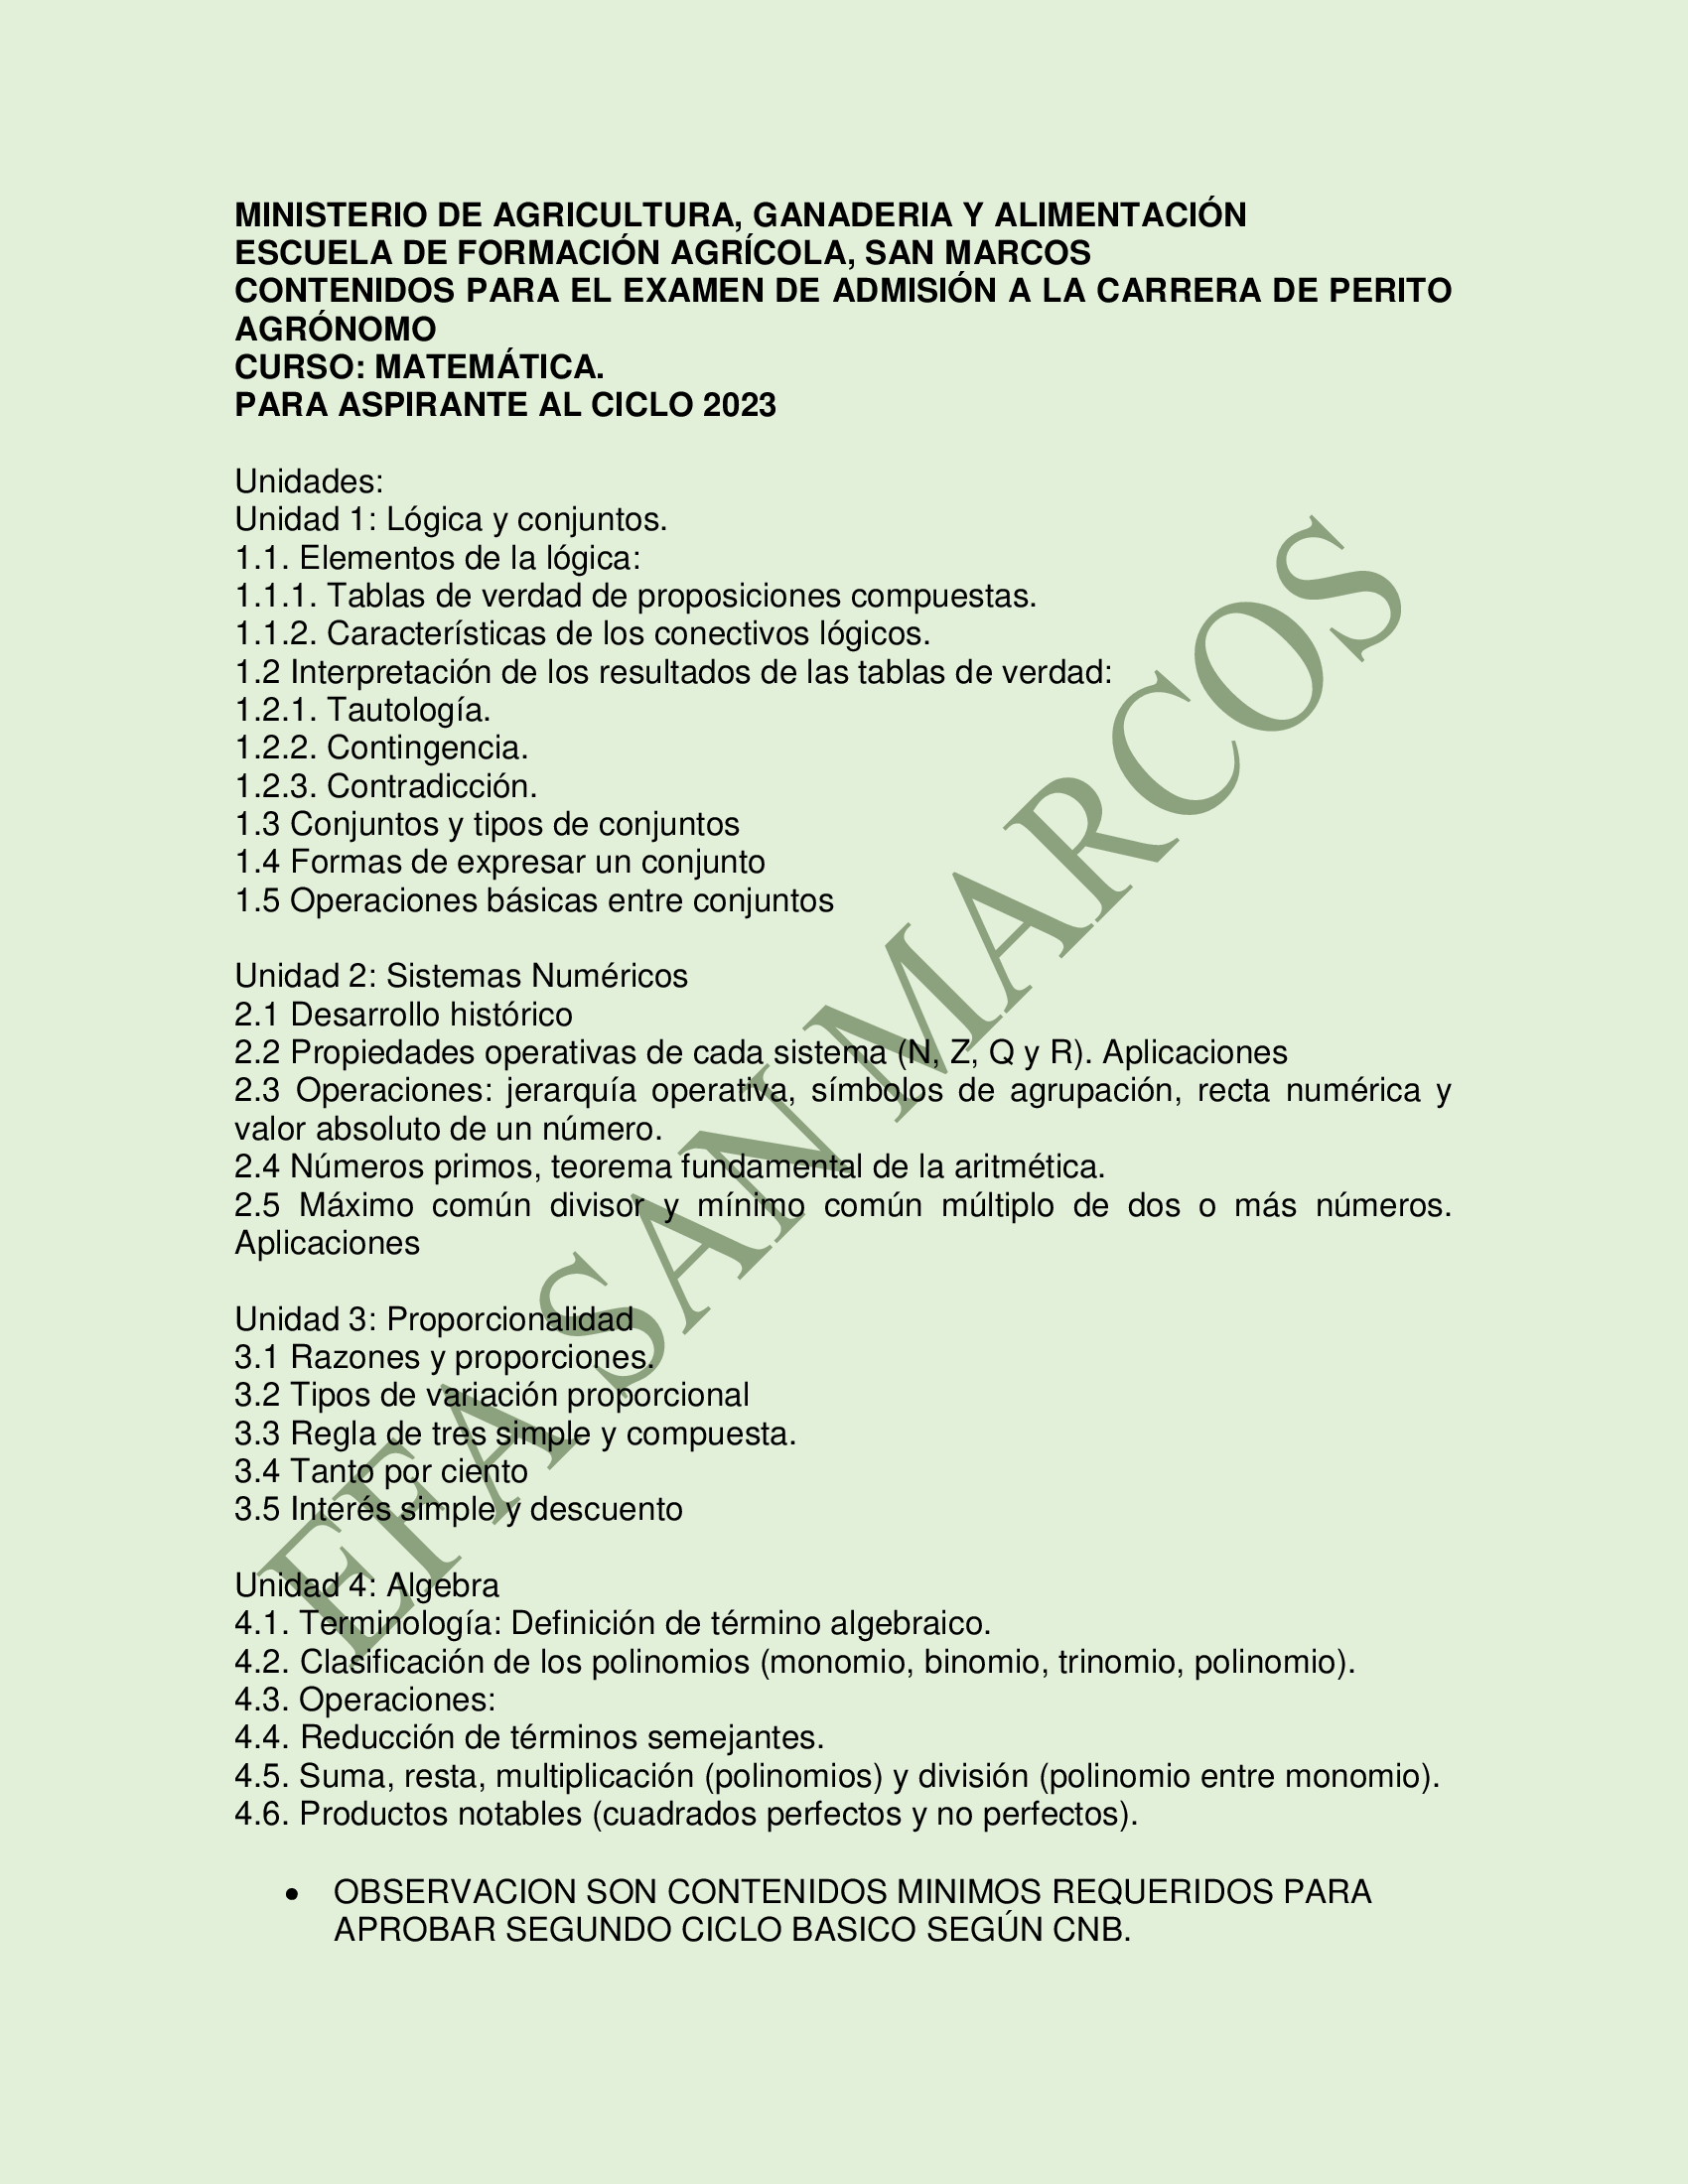 MINISTERIO DE AGRICULTURA, GANADERIA Y ALIMENTACIÓN
ESCUELA DE FORMACIÓN AGRÍCOLA, SAN MARCOS
CONTENIDOS PARA EL EXAMEN DE ADMISIÓN A LA CARRERA DE PERITO
AGRÓNOMO
CURSO: MATEMÁTICA.
PARA ASPIRANTE AL CICLO 2023
Unidades:
Unidad 1: Lógica y conjuntos.
1.1. Elementos de la lógica:
1.1.1. Tablas de verdad de proposiciones compuestas.
1.1.2. Características de los conectivos lógicos.
1.2 Interpretación de los resultados de las tablas de verdad:
1.2.1. Tautología.
1.2.2. Contingencia.
1.2.3. Contradicción.
1.3 Conjuntos y tipos de conjuntos
1.4 Formas de expresar un conjunto
1.5 Operaciones básicas entre conjuntos
Unidad 2: Sistemas Numéricos
2.1 Desarrollo histórico
2.2 Propiedades operativas de cada sistema (N, Z, Q y R). Aplicaciones
2.3 Operaciones: jerarquía operativa, símbolos de agrupación, recta numérica y
valor absoluto de un número.
2.4 Números primos, teorema fundamental de la aritmética.
2.5 Máximo común divisor y mínimo común múltiplo de dos o más números.
Aplicaciones
Unidad 3: Proporcionalidad
3.1 Razones y proporciones.
3.2 Tipos de variación proporcional
3.3 Regla de tres simple y compuesta.
3.4 Tanto por ciento
3.5 Interés simple y descuento
Unidad 4: Algebra
4.1. Terminología: Definición de término algebraico.
4.2. Clasificación de los polinomios (monomio, binomio, trinomio, polinomio).
4.3. Operaciones:
4.4. Reducción de términos semejantes.
4.5. Suma, resta, multiplicación (polinomios) y división (polinomio entre monomio).
4.6. Productos notables (cuadrados perfectos y no perfectos).
• OBSERVACION SON CONTENIDOS MINIMOS REQUERIDOS PARA
APROBAR SEGUNDO CICLO BASICO SEGÚN CNB.
EFA SAN MARCOS